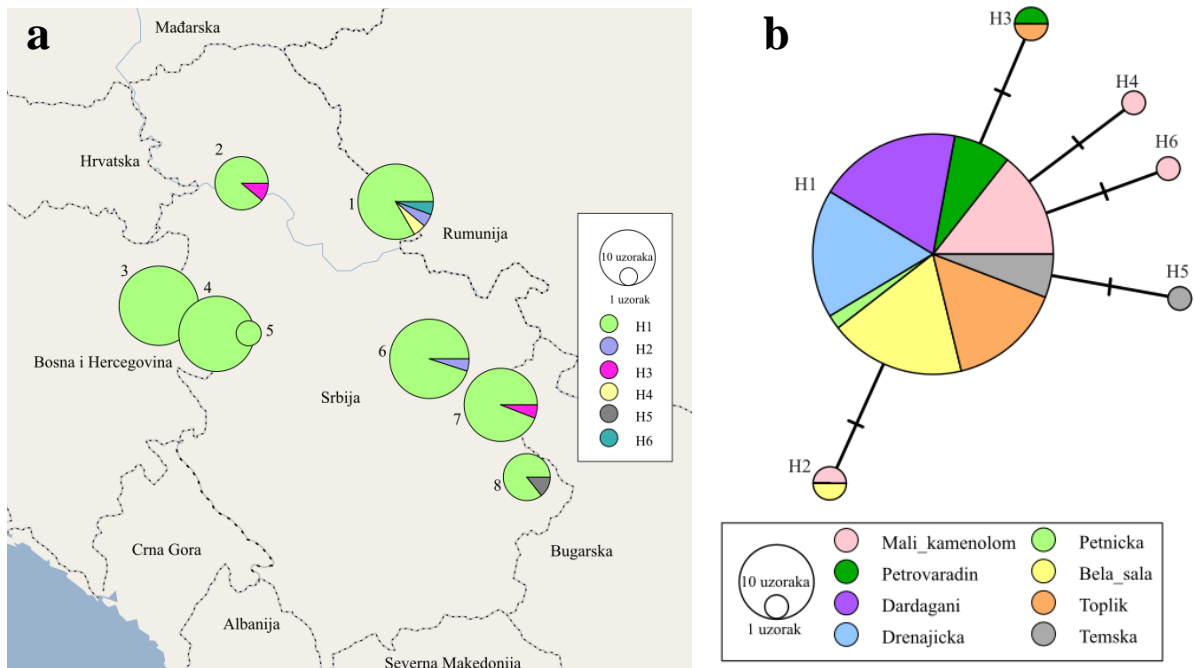 a
Mađarska
Hrvatska
2
1
Rumunija
3
4
5
Bosna i Hercegovina
6
Srbija
7
8
Crna Gora
Bugarska
Albanija
Severna Makedonija
10 uzoraka
1 uzorak
H1
H2
H3
H4
H5
H6
b
H3
H4
H6
H1
H5
H2
10 uzoraka
1 uzorak
Mali_kamenolom
Petrovaradin
Dardagani
Drenajicka
Petnicka
Bela_sala
Toplik
Temska